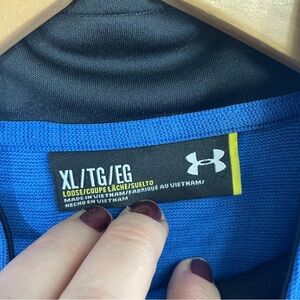 XL/TG/EG
LOOSE/COUPE LÂCHE/SUELTO
MADE IN VIETNAM/FABRIQUÉ AU VIETNAM/
HECHO EN VIETNAM